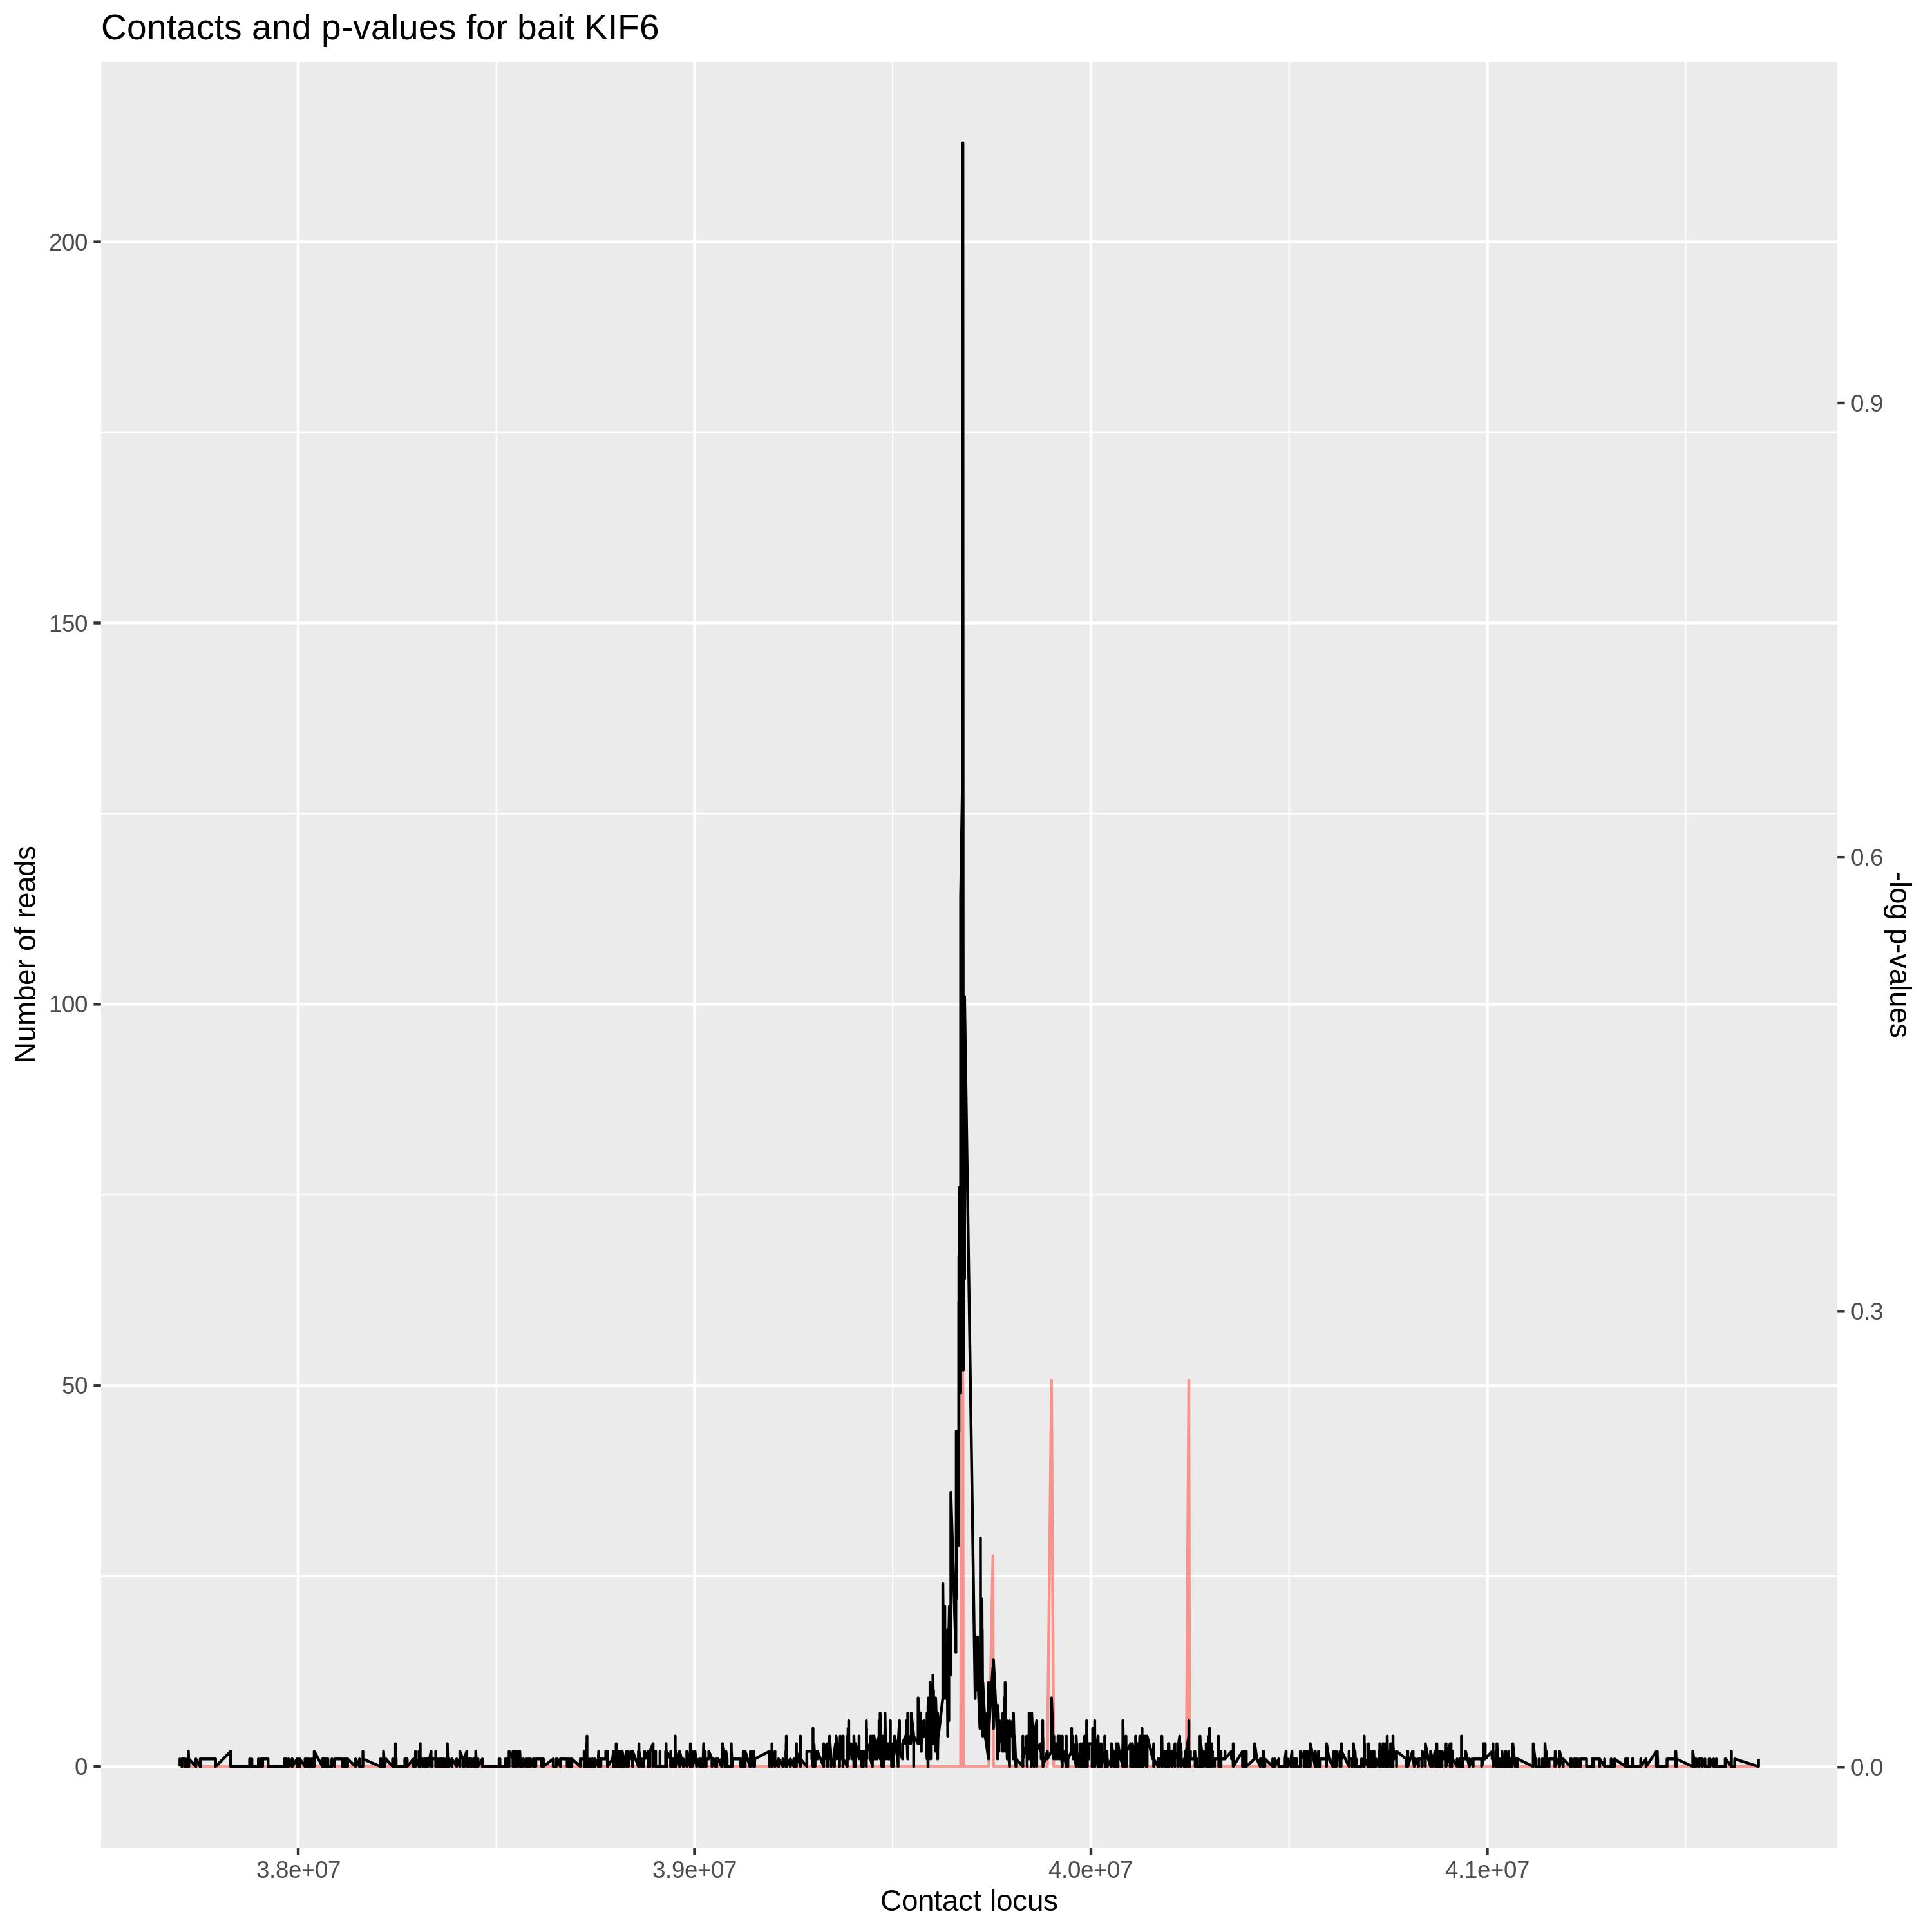 Contacts and p-values for bait KIF6
200
150
100
50
0
Number of reads
0.9
0.6
0.3
0.0
-log p-values
3.8e+07
3.9e+07
4.0e+07
4.1e+07
Contact locus